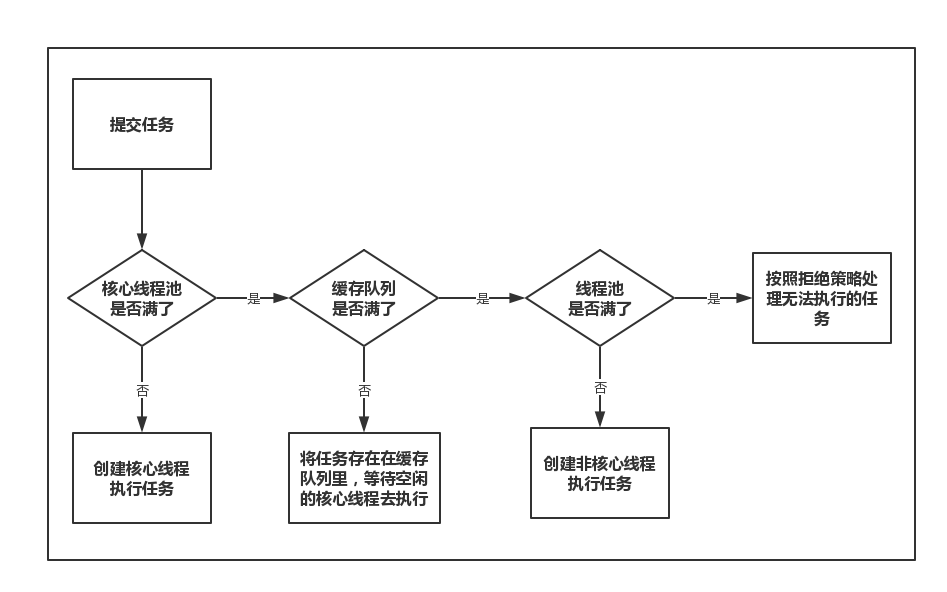 提交任务
核心线程池
是否满了
是
缓存队列
是否满了
是
线程池
是否满了
是
按照拒绝策略处
理无法执行的任
务
否
否
否
创建核心线程
执行任务
将任务存在在缓存
队列里，等待空闲
的核心线程去执行
创建非核心线程
执行任务